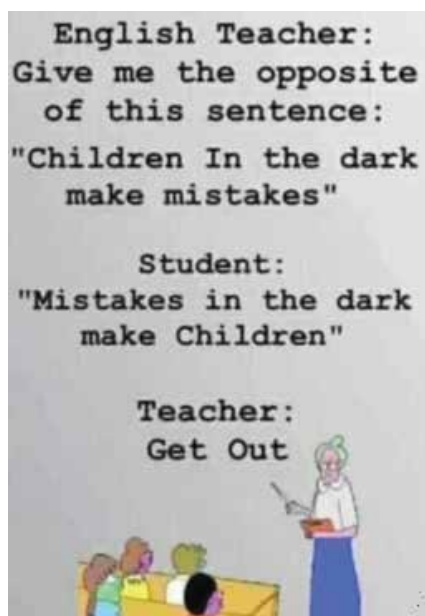 English Teacher:
Give me the opposite
of this sentence:
"Children In the dark
make mistakes"
Student:
"Mistakes in the dark
make Children"
Teacher:
Get Out